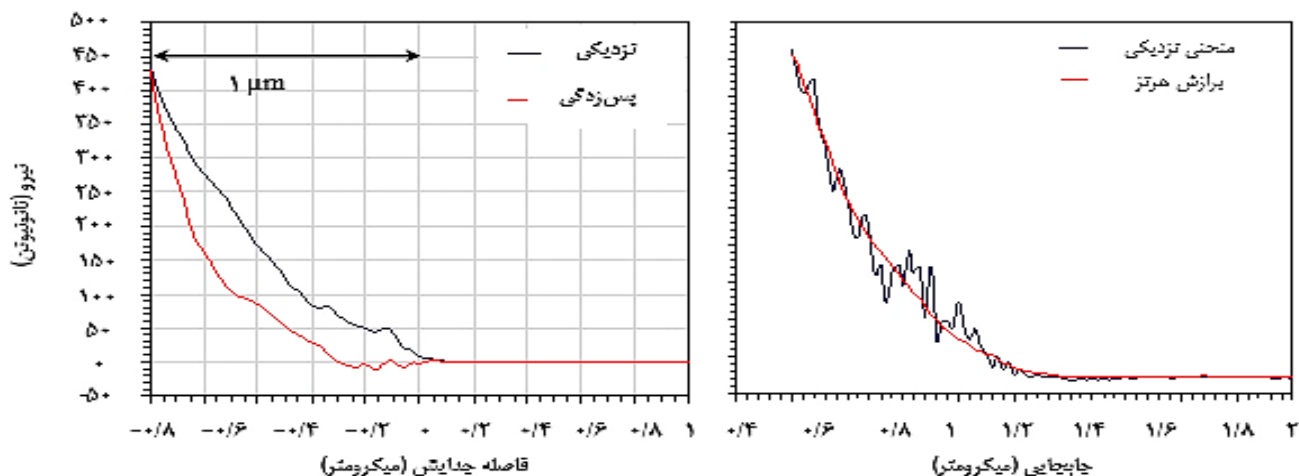 ۵۰۰
۴۵۰
۴۰۰
۳۵۰
۳۰۰
۲۵۰
۲۰۰
۱۵۰
۱۰۰
۵۰
۰
-۵۰
نیرو (نانونیوتن)
۱ μm
نزدیکی
پس‌زدگی
-۰/۸ -۰/۶ -۰/۴ -۰/۲ ۰ ۰/۲ ۰/۴ ۰/۶ ۰/۸ ۱
فاصله جدایش (میکرومتر)
منحنی نزدیکی
برازش هرتز
۰/۴ ۰/۶ ۰/۸ ۱ ۱/۲ ۱/۴ ۱/۶ ۱/۸ ۲
جابجایی (میکرومتر)